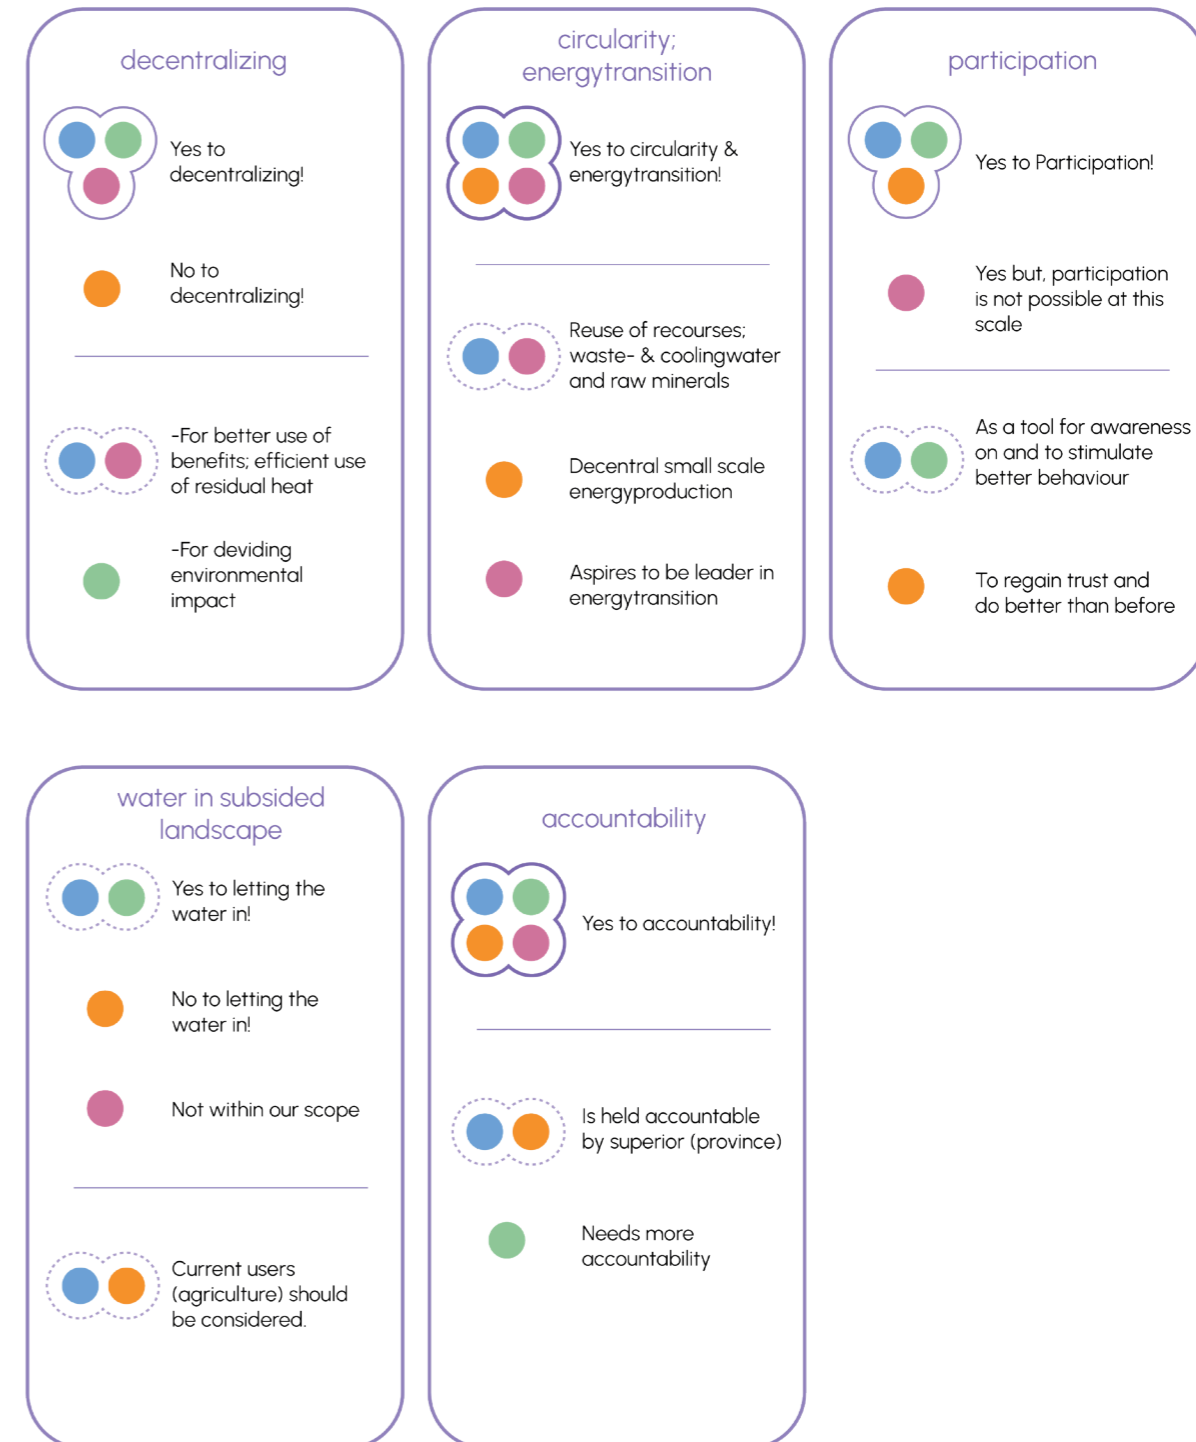 decentralizing
Yes to
decentralizing!
No to
decentralizing!
-For better use of
benefits; efficient use
of residual heat
-For deviding
environmental
impact
circularity;
energytransition
Yes to circularity &
energytransition!
Reuse of recourses;
waste- & coolingwater
and raw minerals
Decentral small scale
energyproduction
Aspires to be leader in
energytransition
participation
Yes to Participation!
Yes but, participation
is not possible at this
scale
As a tool for awareness
on and to stimulate
better behaviour
To regain trust and
do better than before
water in subsided
landscape
Yes to letting the
water in!
No to letting the
water in!
Not within our scope
Current users
(agriculture) should
be considered.
accountability
Yes to accountability!
Is held accountable
by superior (province)
Needs more
accountability